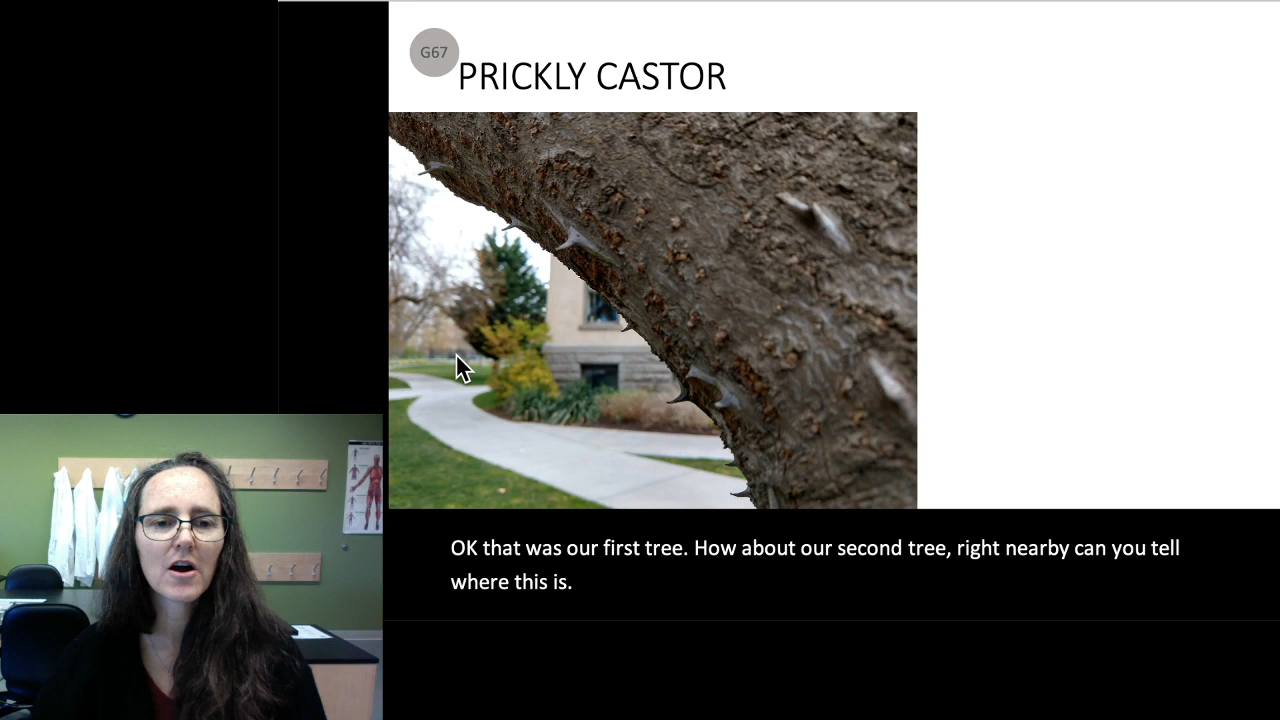 G67
PRICKLY CASTOR
OK that was our first tree. How about our second tree, right nearby can you tell
where this is.